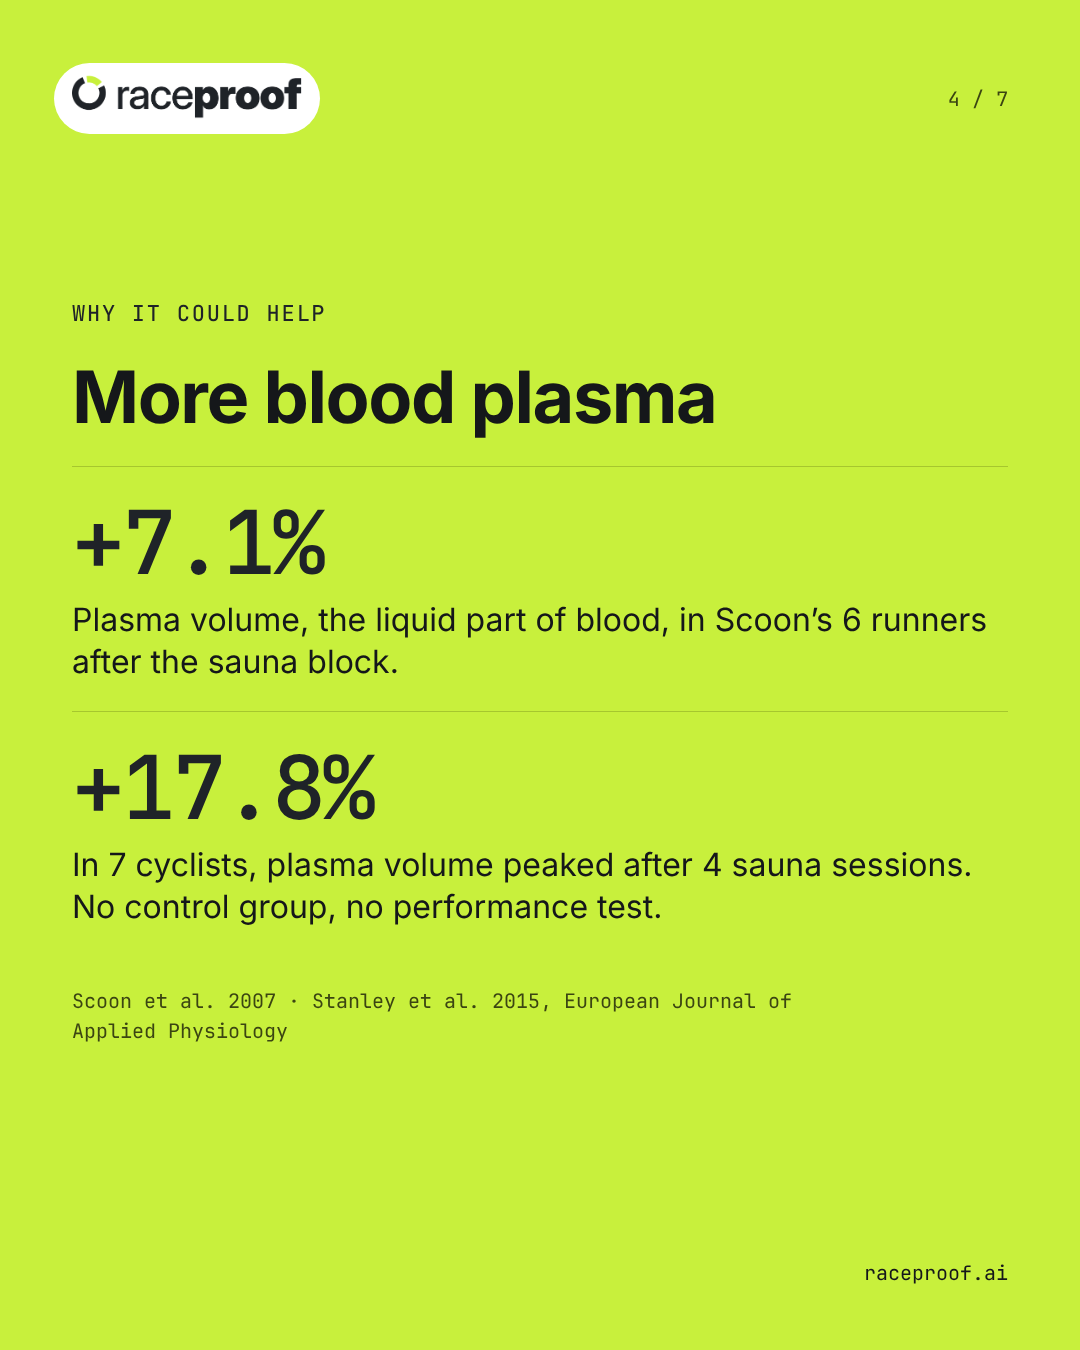 raceproof
4 / 7
WHY IT COULD HELP
More blood plasma
+7.1%
Plasma volume, the liquid part of blood, in Scoon’s 6 runners
after the sauna block.
+17.8%
In 7 cyclists, plasma volume peaked after 4 sauna sessions.
No control group, no performance test.
Scoon et al. 2007 · Stanley et al. 2015, European Journal of
Applied Physiology
raceproof.ai